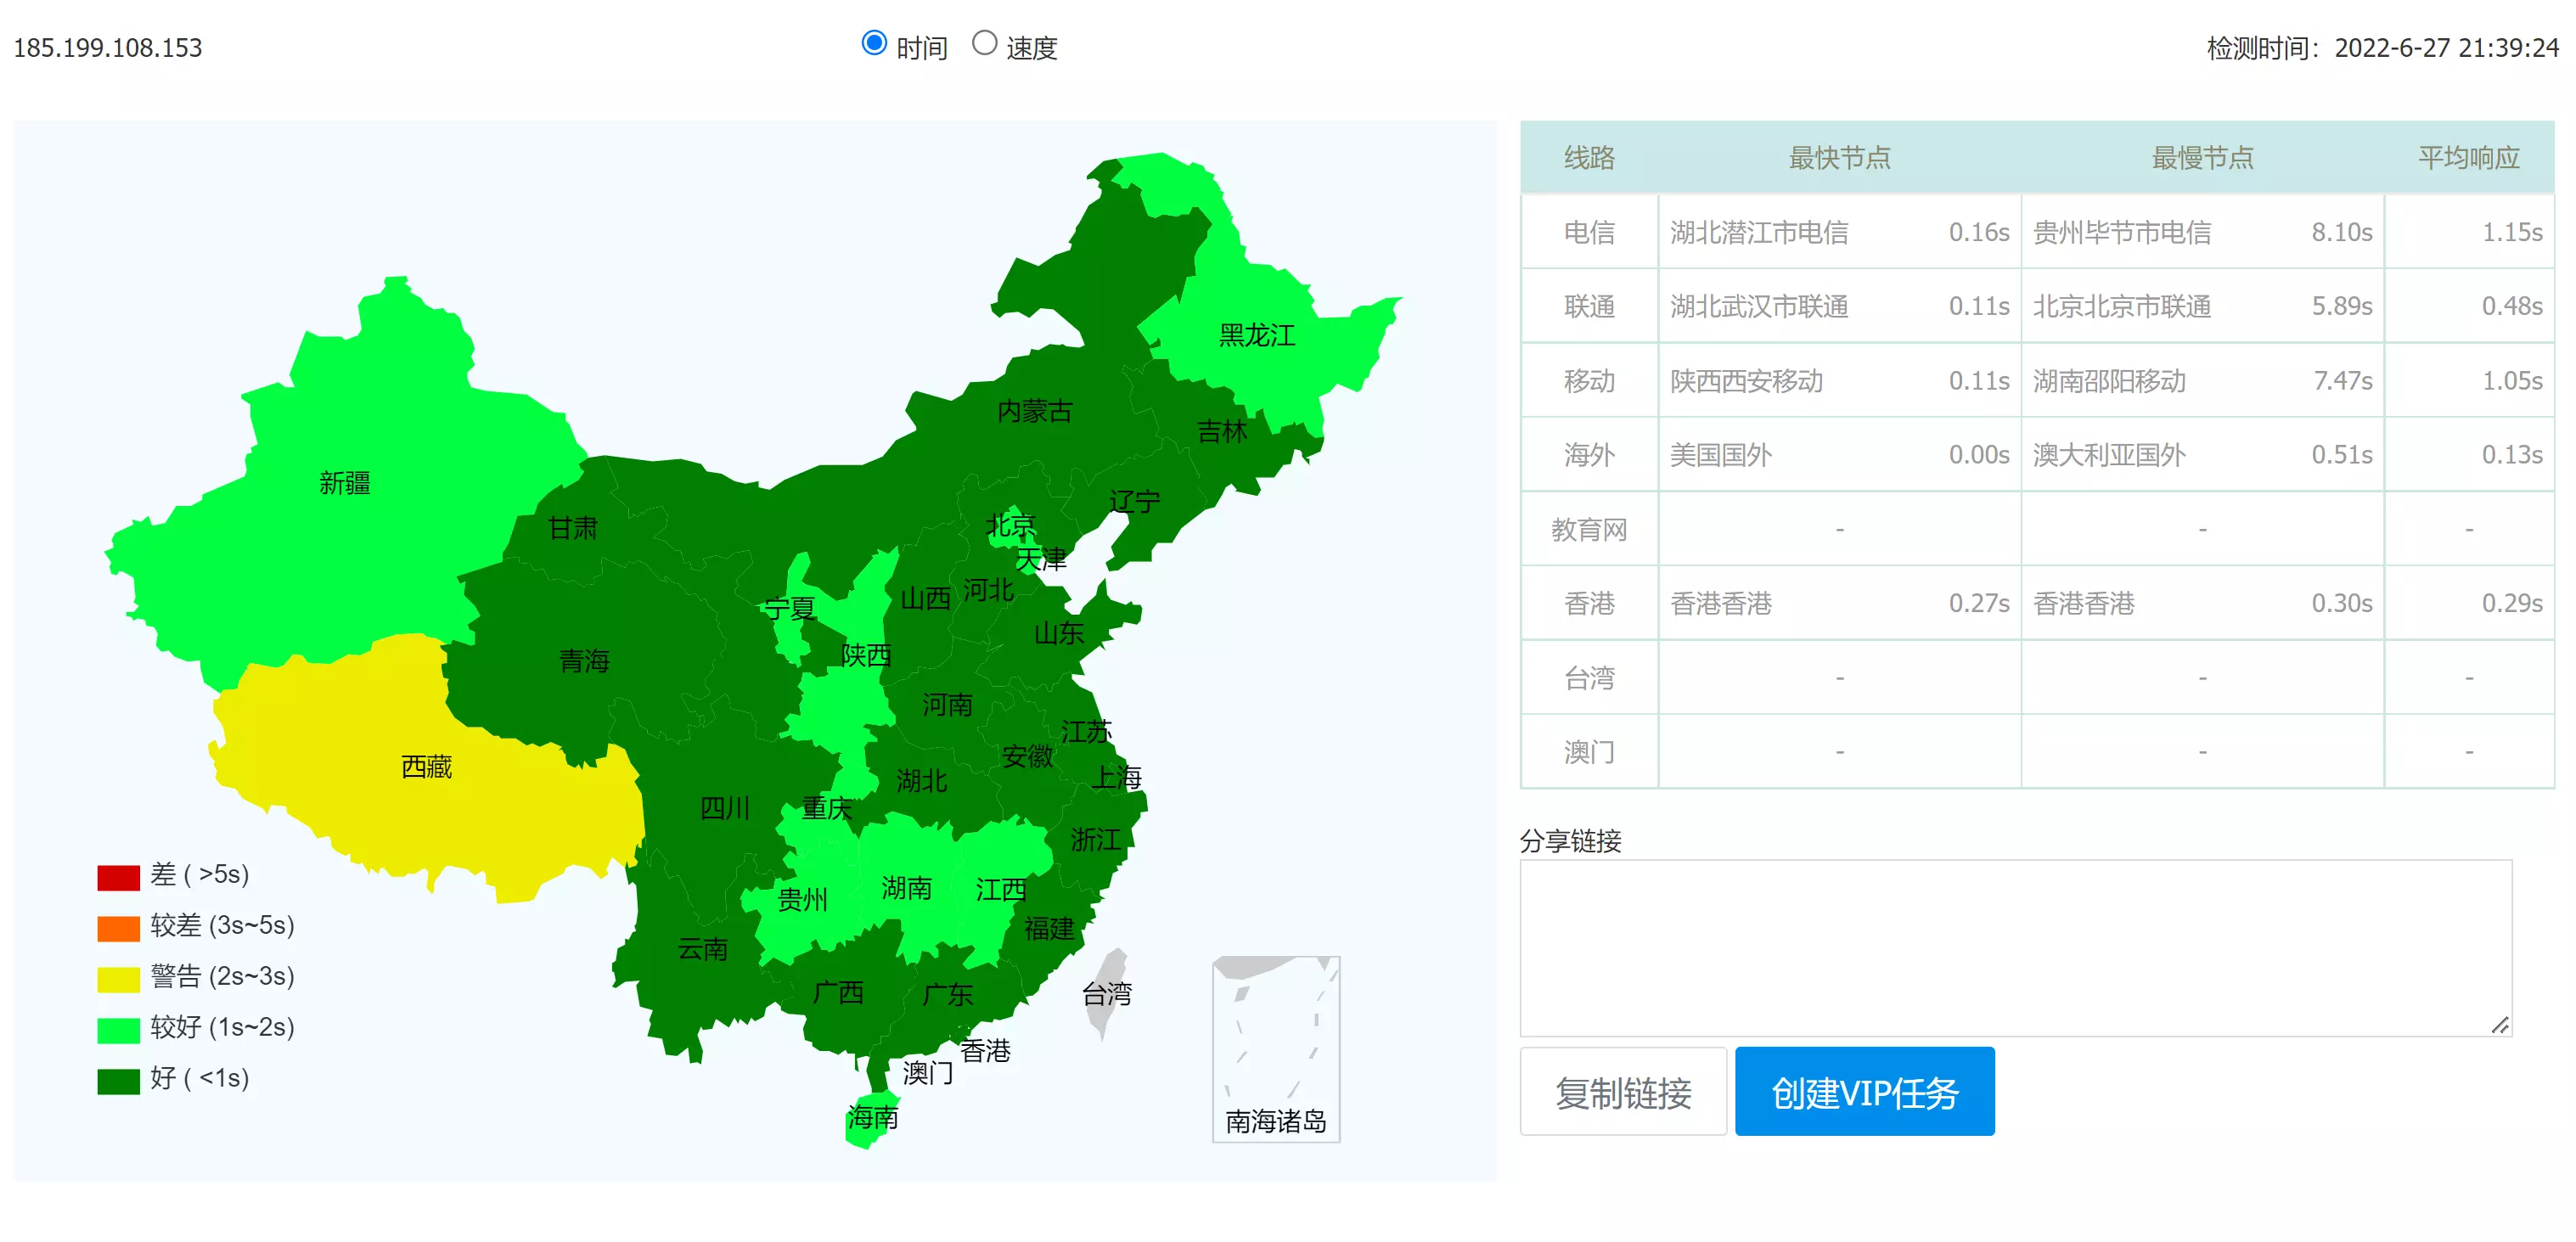 185.199.108.153 时间 速度 检测时间：2022-6-27 21:39:24
黑龙江
内蒙古
吉林
新疆
辽宁
甘肃
北京
天津
宁夏
山西
河北
山东
陕西
青海
河南
江苏
安徽
西藏
上海
湖北
四川
重庆
浙江
湖南
江西
贵州
福建
云南
广西
广东
台湾
香港
澳门
海南
南海诸岛
差 ( >5s)
较差 (3s~5s)
警告 (2s~3s)
较好 (1s~2s)
好 ( <1s)
线路 最快节点 最慢节点 平均响应
电信 湖北潜江市电信 0.16s 贵州毕节市电信 8.10s 1.15s
联通 湖北武汉市联通 0.11s 北京北京市联通 5.89s 0.48s
移动 陕西西安移动 0.11s 湖南邵阳移动 7.47s 1.05s
海外 美国国外 0.00s 澳大利亚国外 0.51s 0.13s
教育网 - - -
香港 香港香港 0.27s 香港香港 0.30s 0.29s
台湾 - - -
澳门 - - -
分享链接
复制链接 创建VIP任务